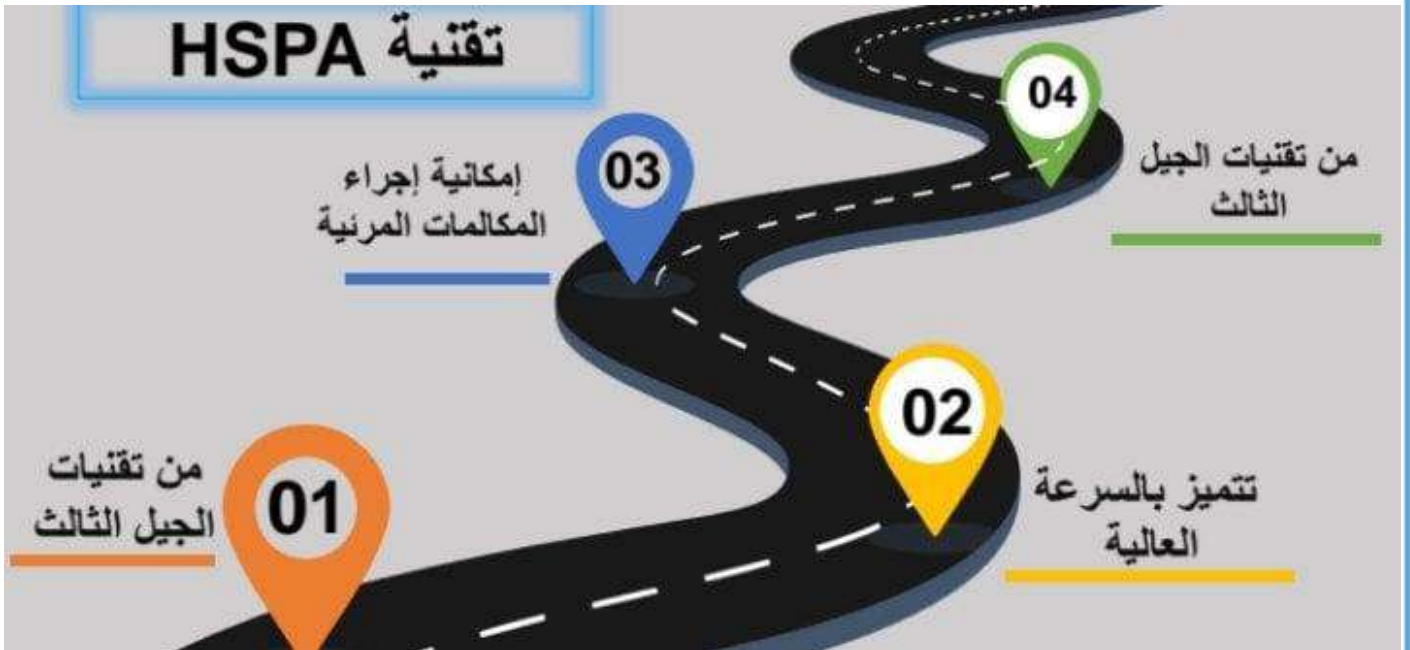 تقنية HSPA
01
من تقنيات
الجيل الثالث
02
تتميز بالسرعة
العالية
03
إمكانية إجراء
المكالمات المرئية
04
من تقنيات الجيل
الثالث